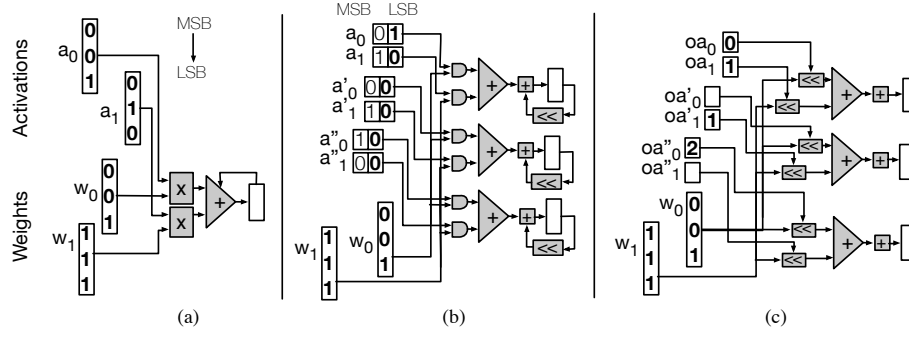 MSB
LSB
MSB LSB
Activations
Weights
a0
0
0
1
a1
0
1
0
w0
0
0
1
w1
1
1
1
x
x
+
(a)
a0 0 1
a1 1 0
a'0 0 0
a'1 1 0
a"0 1 0
a"1 0 0
w0
0
0
1
w1
1
1
1
+
+
<<
+
+
<<
+
+
<<
(b)
oa0 0
oa1 1
oa'0
oa'1 1
oa"0 2
oa"1
w0
0
0
1
w1
1
1
1
<<
<<
+
+
<<
<<
+
+
<<
<<
+
+
(c)